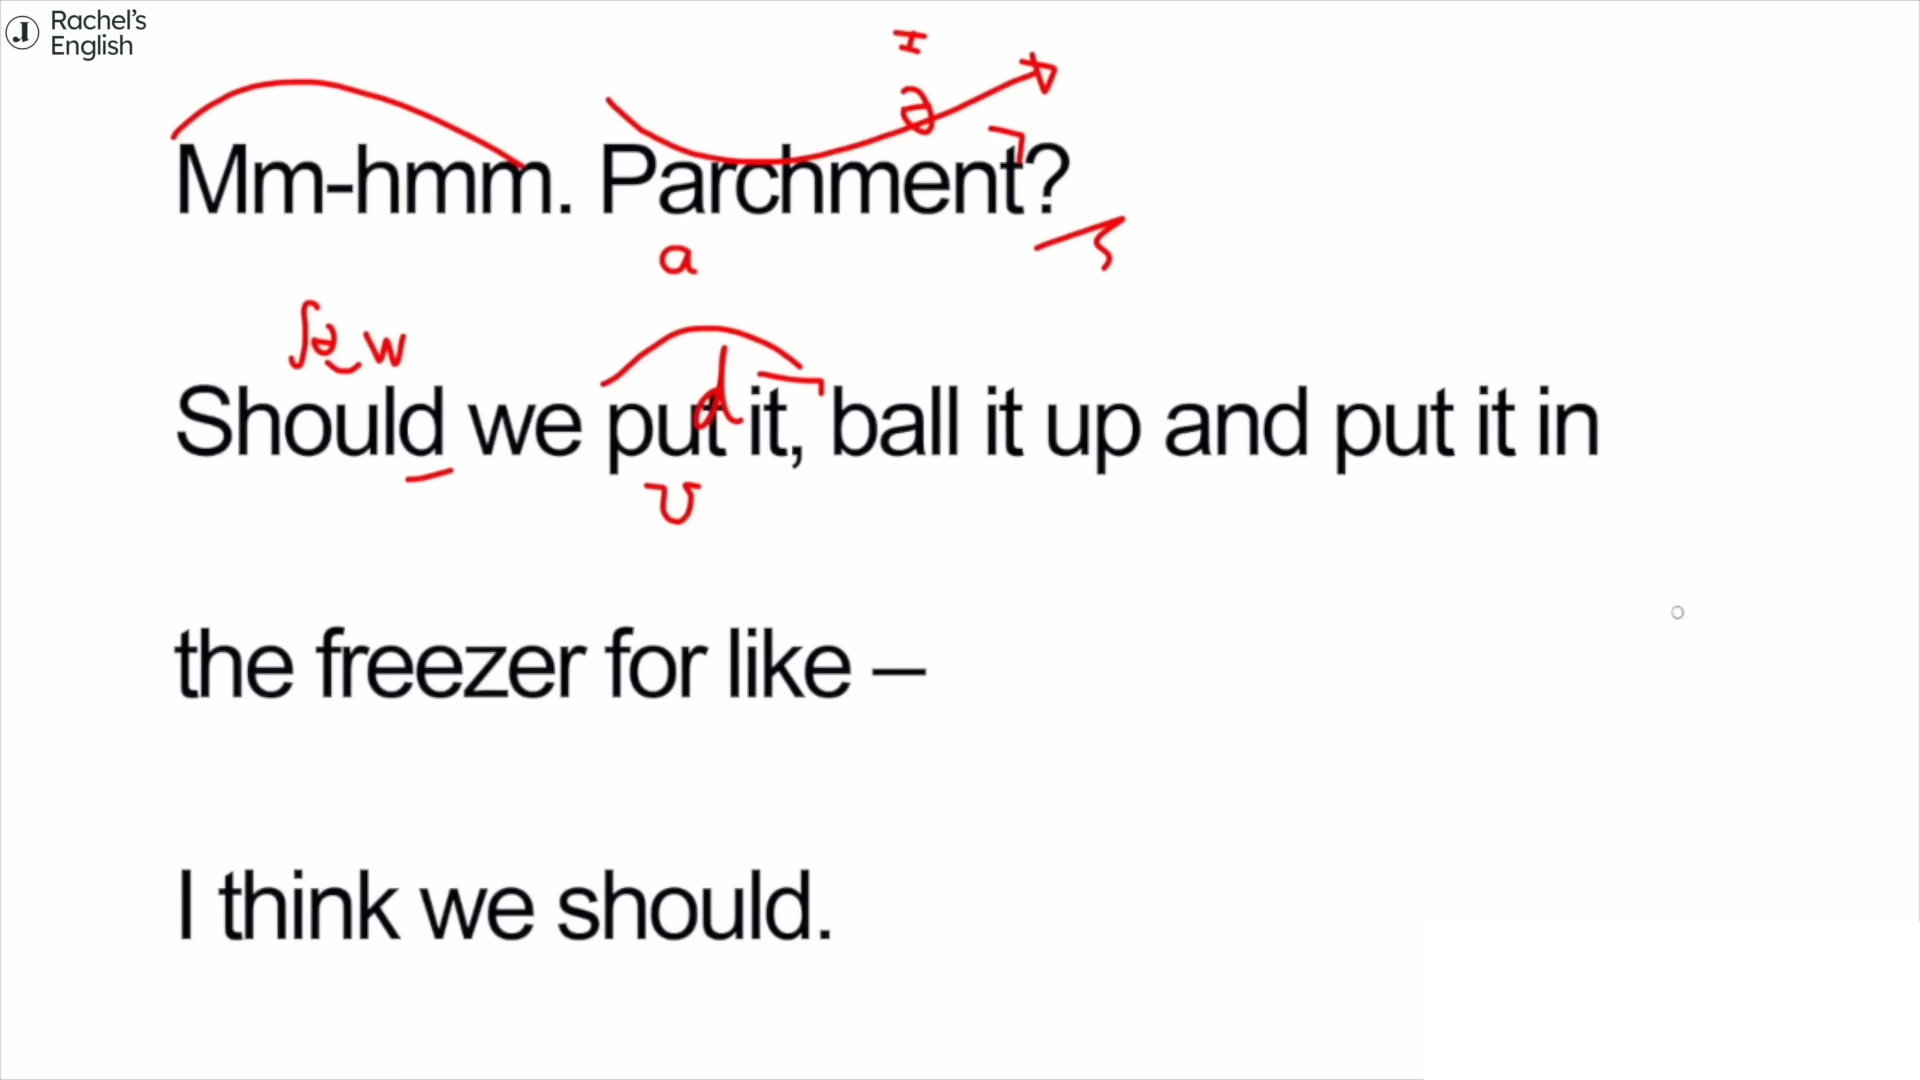 Rachel's
English
I
ə
Mm-hmm. Parchment?
a
ʃə w
d
Should we put it, ball it up and put it in
ʊ
the freezer for like –
I think we should.